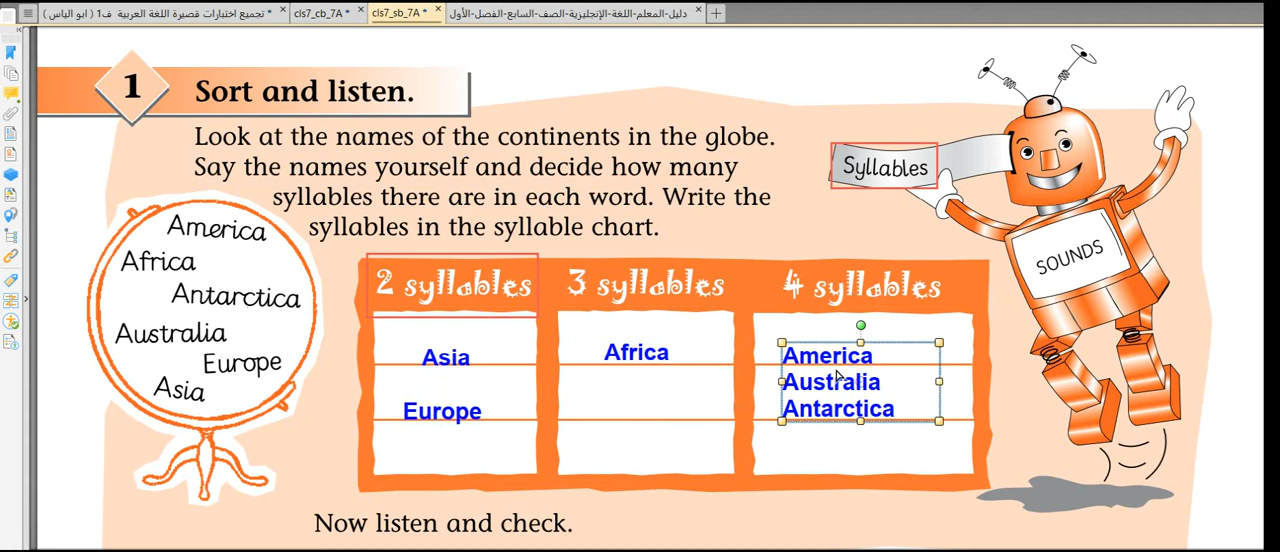 تجميع اختبارات قصيرة اللغة العربية ف1 ( ابو الياس ) *
cls7_cb_7A *
cls7_sb_7A *
دليل-المعلم-اللغة-الإنجليزية-الصف-السابع-الفصل-الأول
1 Sort and listen.
Look at the names of the continents in the globe.
Say the names yourself and decide how many
syllables there are in each word. Write the
syllables in the syllable chart.
Syllables
SOUNDS
America
Africa
Antarctica
Australia
Europe
Asia
2 syllables 3 syllables 4 syllables
Asia Africa America
Australia
Europe Antarctica
Now listen and check.